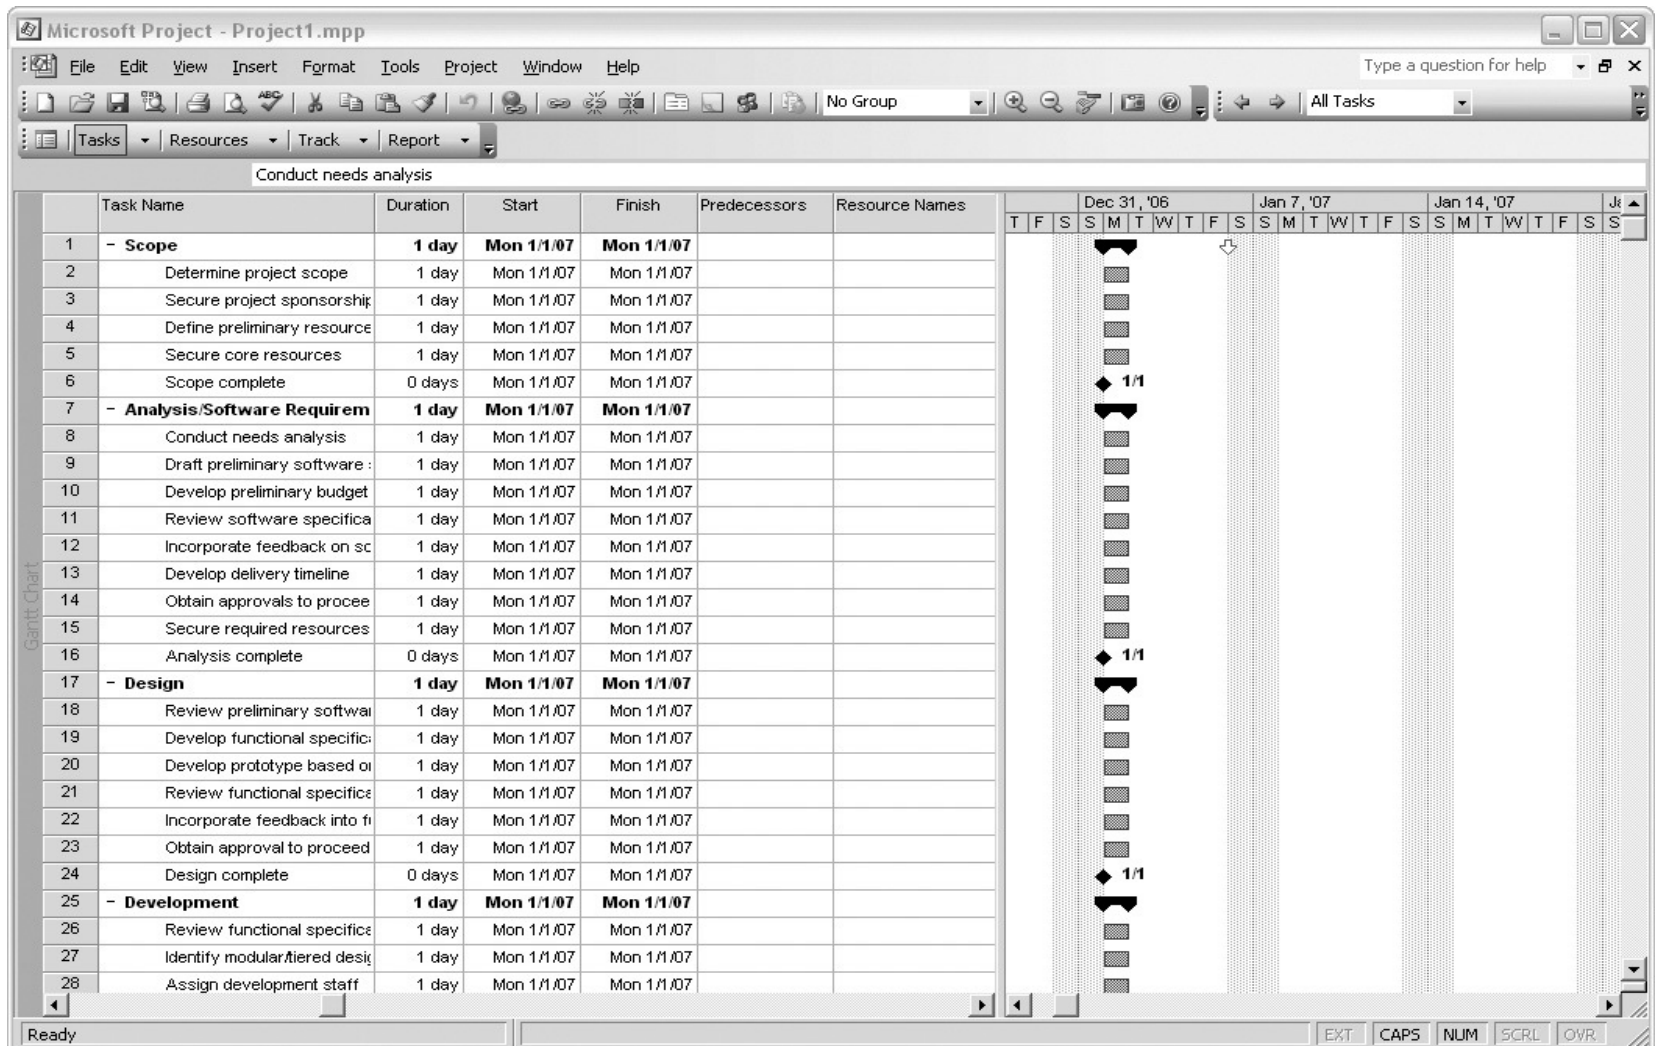 Microsoft Project - Project1.mpp
File Edit View Insert Format Tools Project Window Help Type a question for help
No Group All Tasks
Tasks Resources Track Report
Conduct needs analysis
Task Name Duration Start Finish Predecessors Resource Names Dec 31, '06 Jan 7, '07 Jan 14, '07
T F S S M T W T F S S M T W T F S S M T W T F S S
1 - Scope 1 day Mon 1/1/07 Mon 1/1/07
2 Determine project scope 1 day Mon 1/1/07 Mon 1/1/07
3 Secure project sponsorship 1 day Mon 1/1/07 Mon 1/1/07
4 Define preliminary resource 1 day Mon 1/1/07 Mon 1/1/07
5 Secure core resources 1 day Mon 1/1/07 Mon 1/1/07
6 Scope complete 0 days Mon 1/1/07 Mon 1/1/07 1/1
7 - Analysis/Software Requirem 1 day Mon 1/1/07 Mon 1/1/07
8 Conduct needs analysis 1 day Mon 1/1/07 Mon 1/1/07
9 Draft preliminary software 1 day Mon 1/1/07 Mon 1/1/07
10 Develop preliminary budget 1 day Mon 1/1/07 Mon 1/1/07
11 Review software specifica 1 day Mon 1/1/07 Mon 1/1/07
12 Incorporate feedback on so 1 day Mon 1/1/07 Mon 1/1/07
13 Develop delivery timeline 1 day Mon 1/1/07 Mon 1/1/07
14 Obtain approvals to procee 1 day Mon 1/1/07 Mon 1/1/07
15 Secure required resources 1 day Mon 1/1/07 Mon 1/1/07
16 Analysis complete 0 days Mon 1/1/07 Mon 1/1/07 1/1
17 - Design 1 day Mon 1/1/07 Mon 1/1/07
18 Review preliminary softwa 1 day Mon 1/1/07 Mon 1/1/07
19 Develop functional specific 1 day Mon 1/1/07 Mon 1/1/07
20 Develop prototype based o 1 day Mon 1/1/07 Mon 1/1/07
21 Review functional specifica 1 day Mon 1/1/07 Mon 1/1/07
22 Incorporate feedback into f 1 day Mon 1/1/07 Mon 1/1/07
23 Obtain approval to proceed 1 day Mon 1/1/07 Mon 1/1/07
24 Design complete 0 days Mon 1/1/07 Mon 1/1/07 1/1
25 - Development 1 day Mon 1/1/07 Mon 1/1/07
26 Review functional specifica 1 day Mon 1/1/07 Mon 1/1/07
27 Identify modular/tiered desig 1 day Mon 1/1/07 Mon 1/1/07
28 Assign development staff 1 day Mon 1/1/07 Mon 1/1/07
Gantt Chart
Ready EXT CAPS NUM SCRL OVR